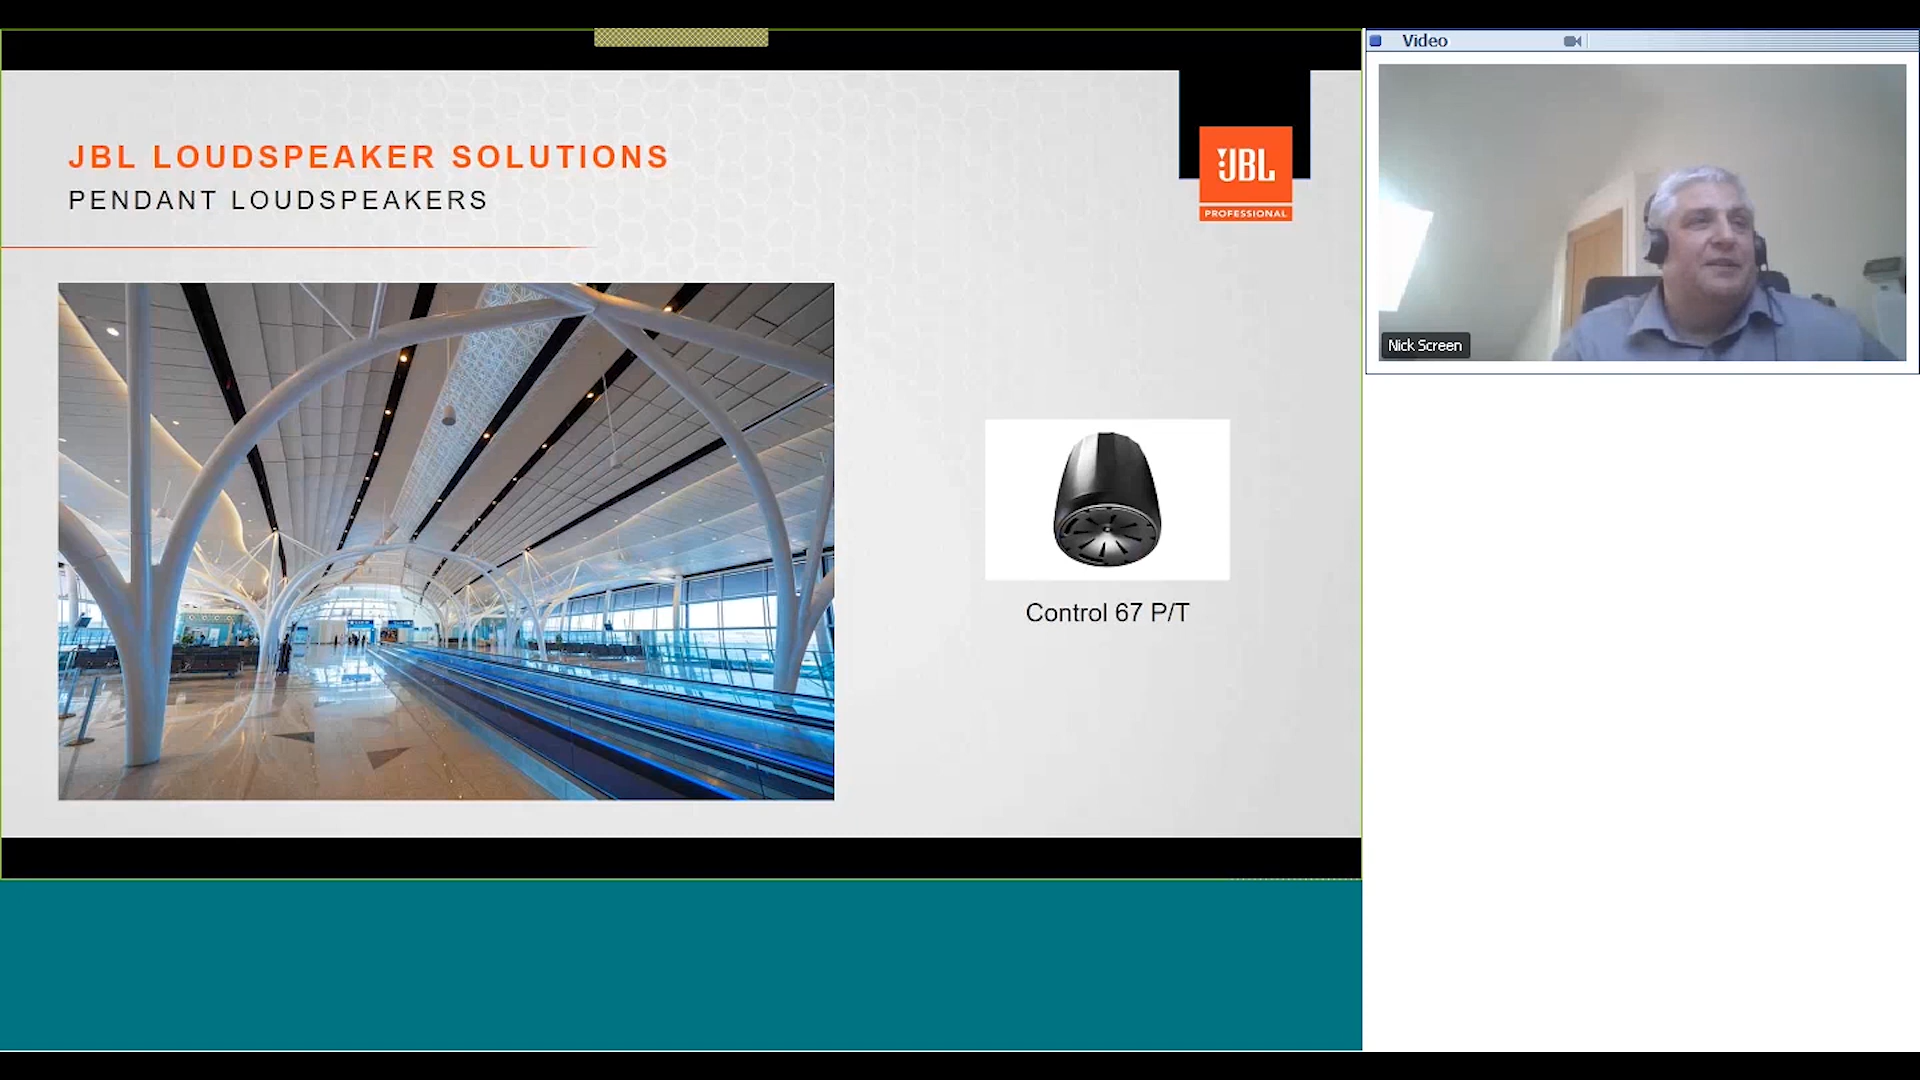 JBL LOUDSPEAKER SOLUTIONS
PENDANT LOUDSPEAKERS
JBL
PROFESSIONAL
Control 67 P/T
Video
Nick Screen